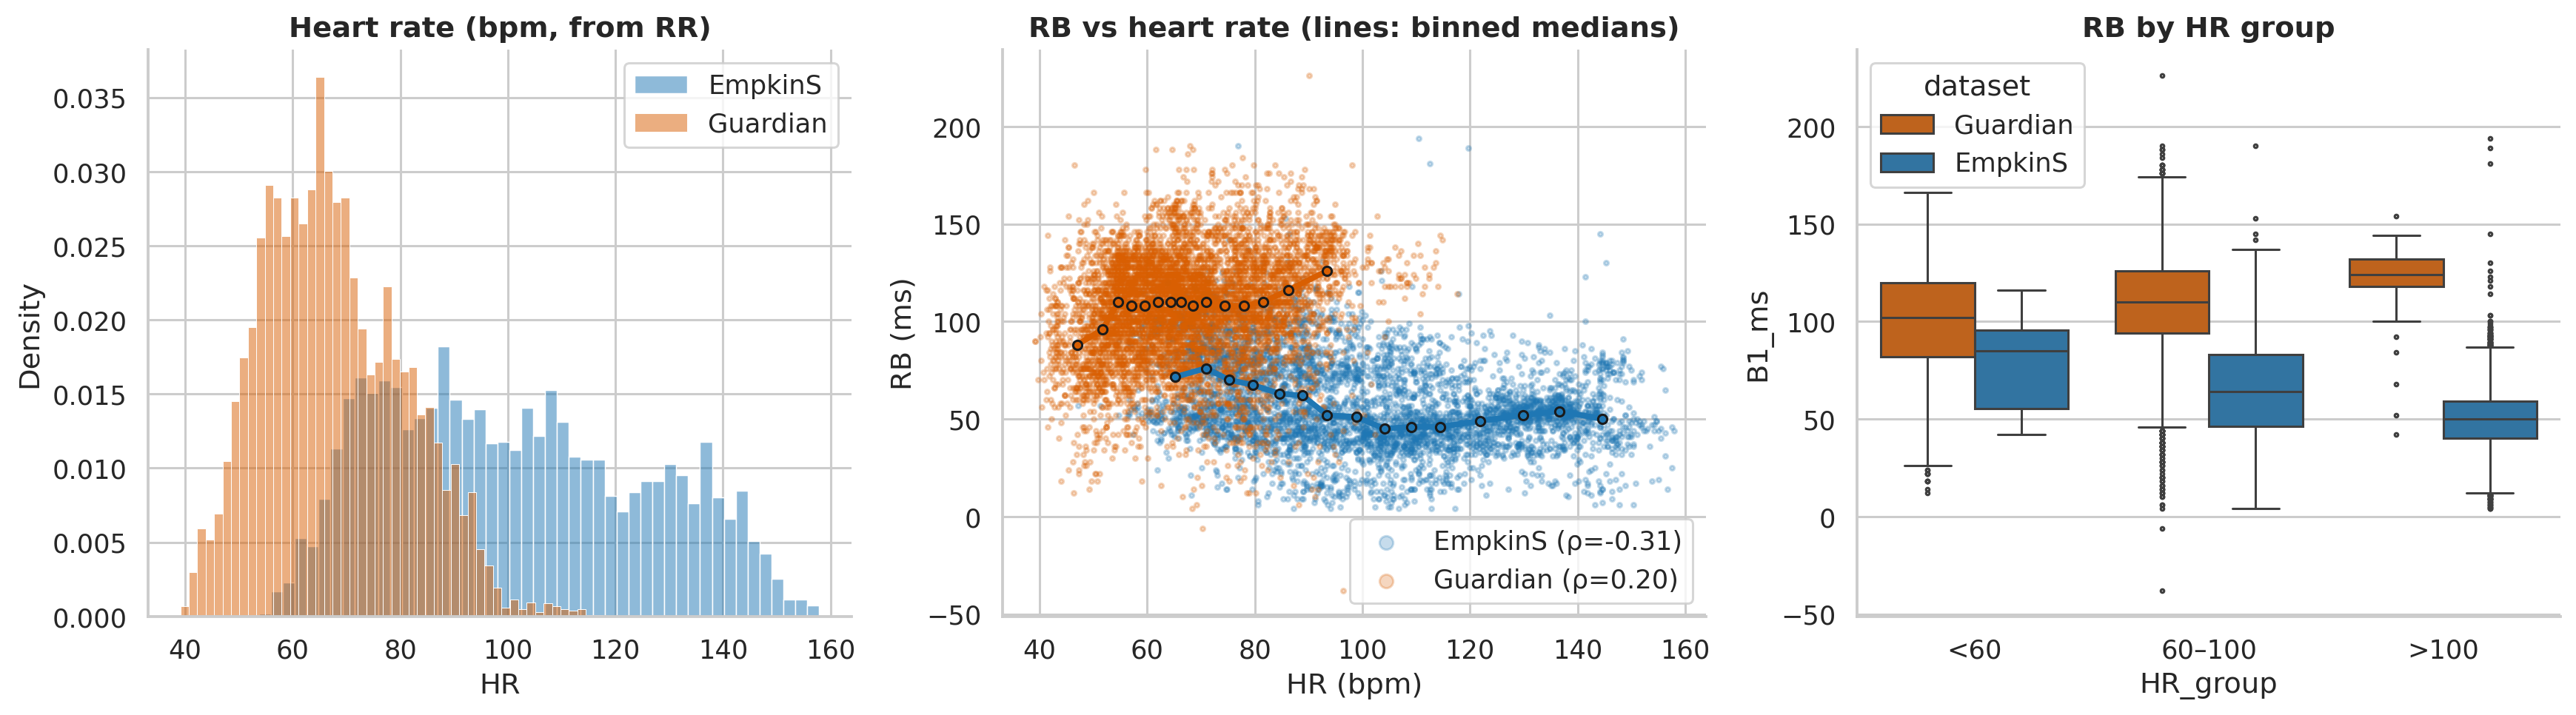 Heart rate (bpm, from RR)
EmpkinS
Guardian
0.035
0.030
0.025
0.020
0.015
0.010
0.005
0.000
Density
40 60 80 100 120 140 160
HR
RB vs heart rate (lines: binned medians)
200
150
100
50
0
−50
RB (ms)
EmpkinS (ρ=-0.31)
Guardian (ρ=0.20)
40 60 80 100 120 140 160
HR (bpm)
RB by HR group
dataset
Guardian
EmpkinS
200
150
100
50
0
−50
B1_ms
<60 60–100 >100
HR_group